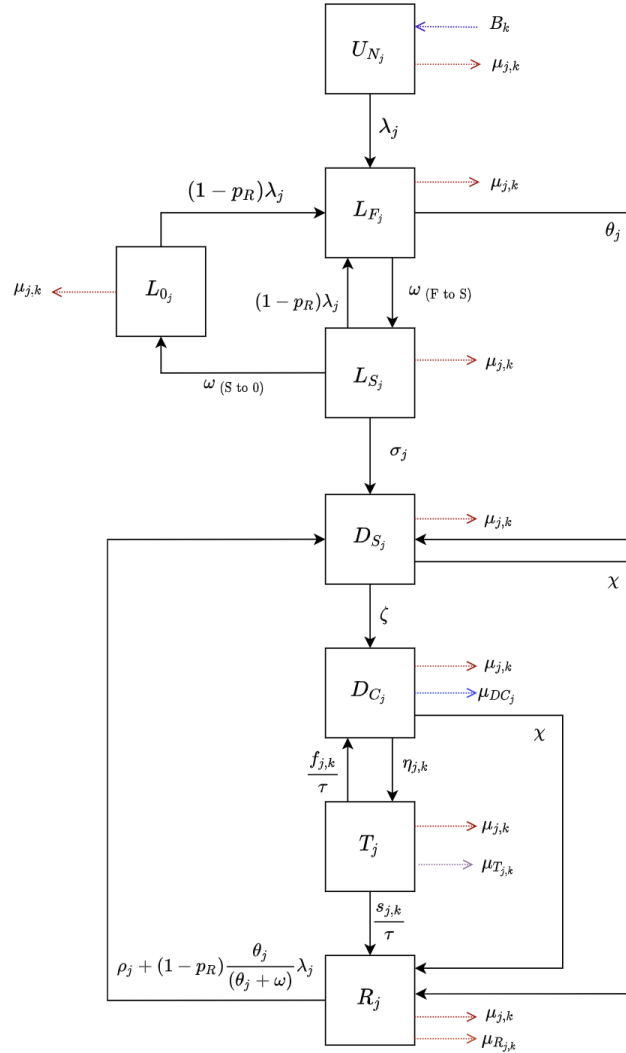 U_{N_j}
B_k
μ_{j,k}
λ_j
(1 − p_R)λ_j
L_{F_j}
μ_{j,k}
θ_j
μ_{j,k}
L_{0_j}
(1 − p_R)λ_j
ω (F to S)
ω (S to 0)
L_{S_j}
μ_{j,k}
σ_j
D_{S_j}
μ_{j,k}
χ
ζ
D_{C_j}
μ_{j,k}
μ_{DC_j}
χ
f_{j,k}/τ
η_{j,k}
T_j
μ_{j,k}
μ_{T_{j,k}}
s_{j,k}/τ
ρ_j + (1 − p_R) θ_j/(θ_j + ω) λ_j
R_j
μ_{j,k}
μ_{R_{j,k}}